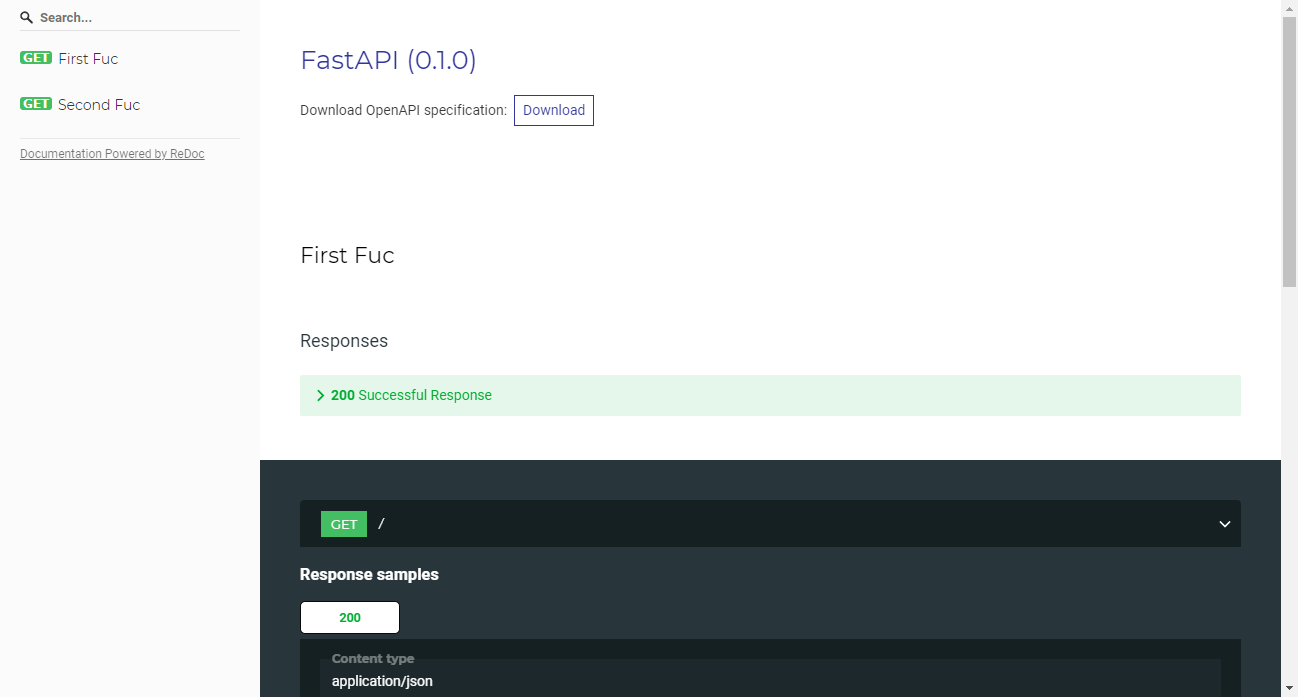 Search...
GET First Fuc
GET Second Fuc
Documentation Powered by ReDoc
FastAPI (0.1.0)
Download OpenAPI specification: Download
First Fuc
Responses
200 Successful Response
GET /
Response samples
200
Content type
application/json